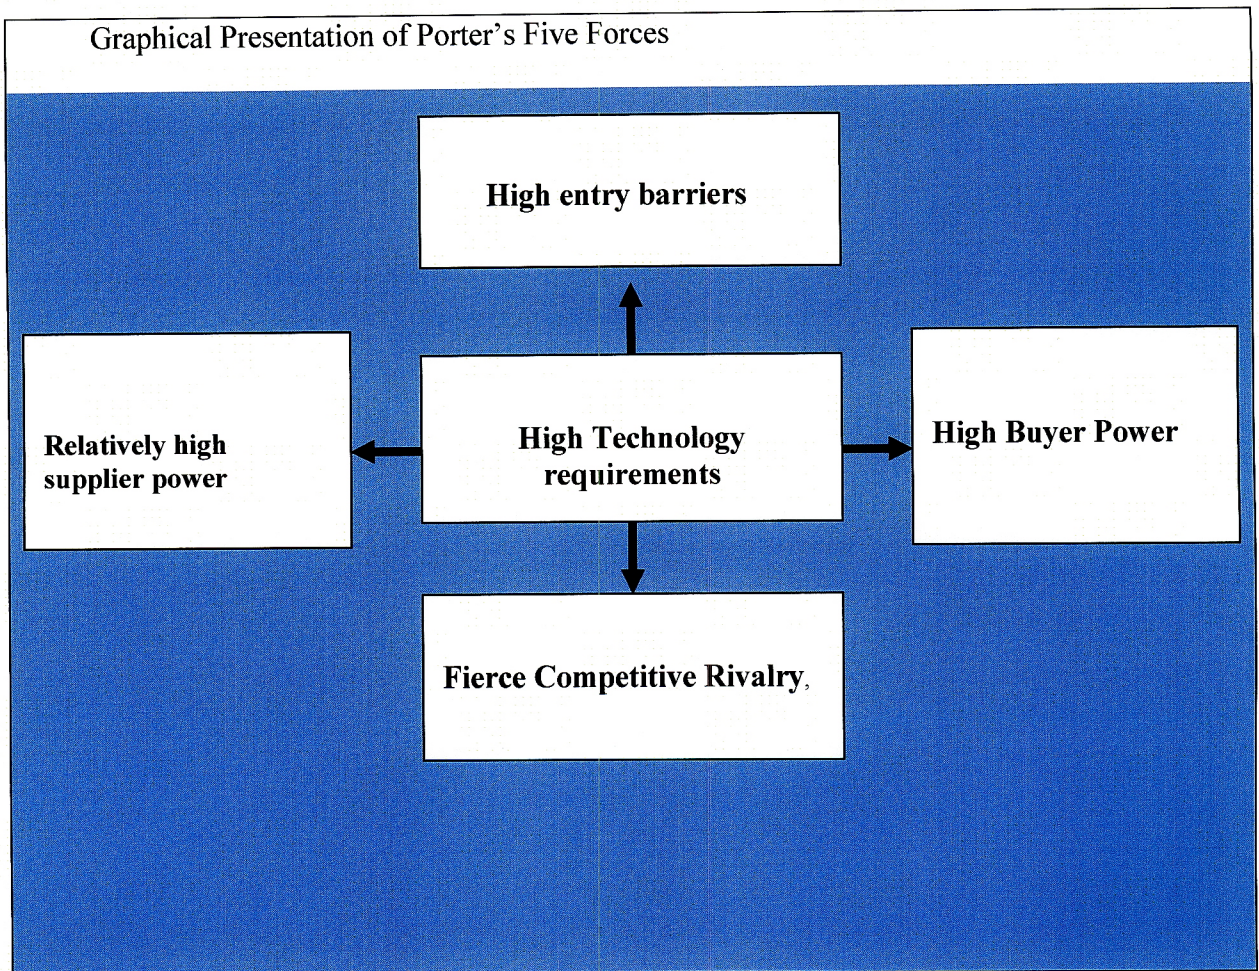 Graphical Presentation of Porter's Five Forces
High entry barriers
Relatively high
supplier power
High Technology
requirements
High Buyer Power
Fierce Competitive Rivalry,